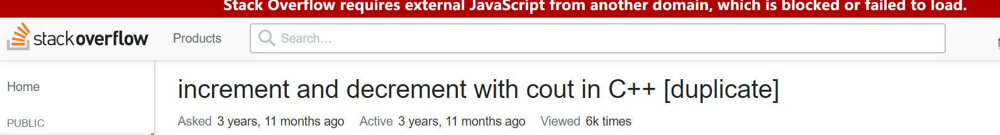 Stack Overflow requires external JavaScript from another domain, which is blocked or failed to load.
stackoverflow Products Search...
Home
increment and decrement with cout in C++ [duplicate]
Asked 3 years, 11 months ago Active 3 years, 11 months ago Viewed 6k times
PUBLIC